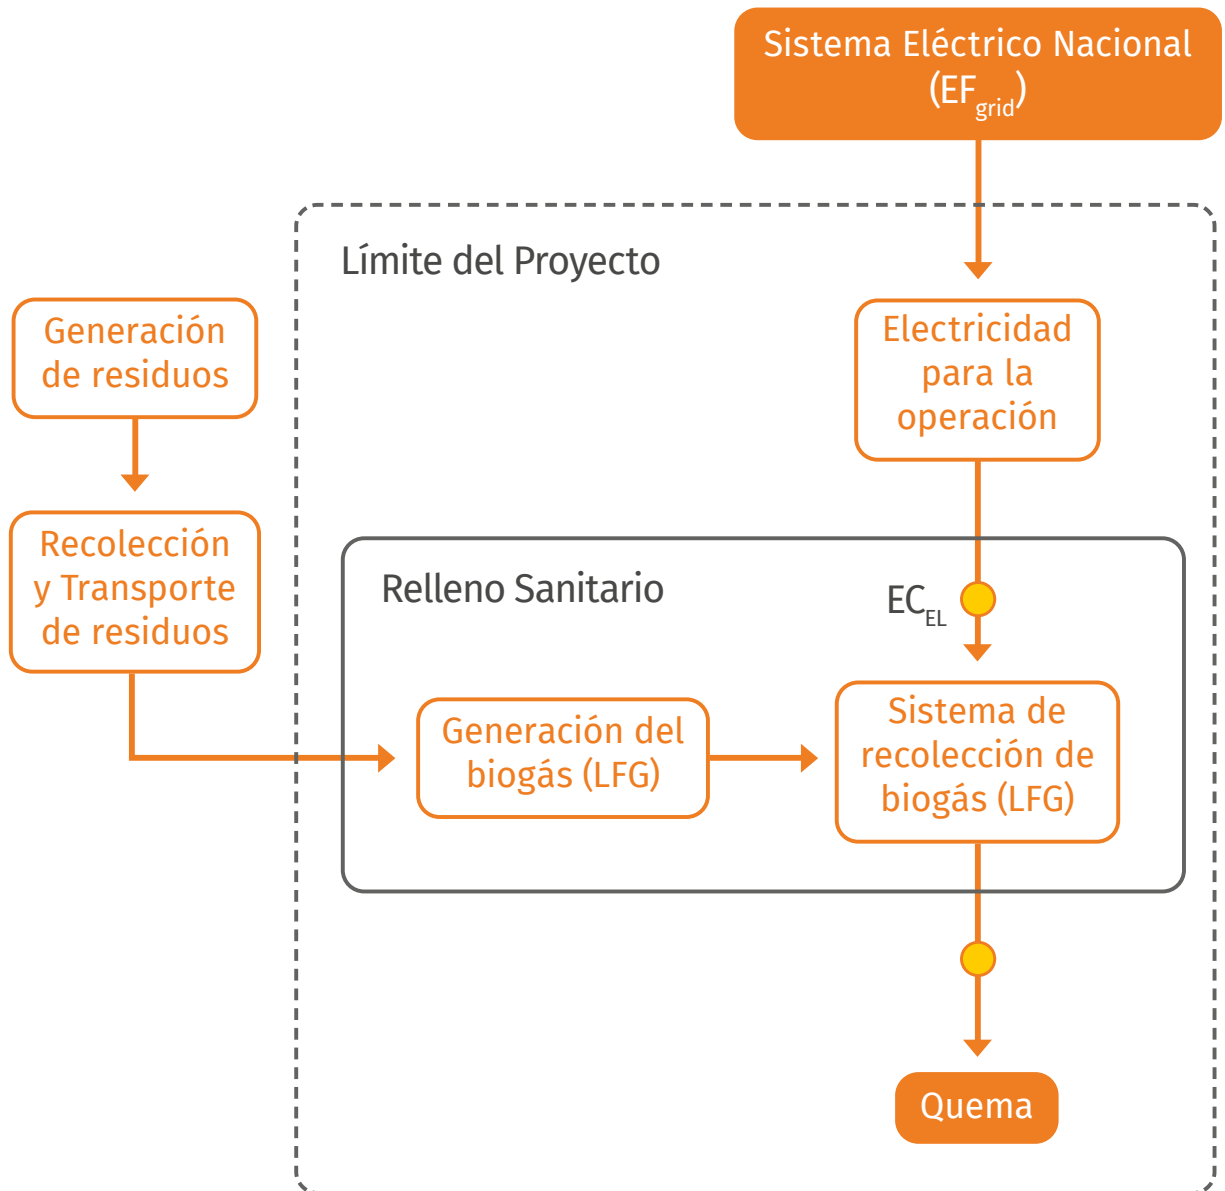 Sistema Eléctrico Nacional
(EFgrid)
Límite del Proyecto
Generación
de residuos
Electricidad
para la
operación
Recolección
y Transporte
de residuos
Relleno Sanitario
ECEL
Generación del
biogás (LFG)
Sistema de
recolección de
biogás (LFG)
Quema